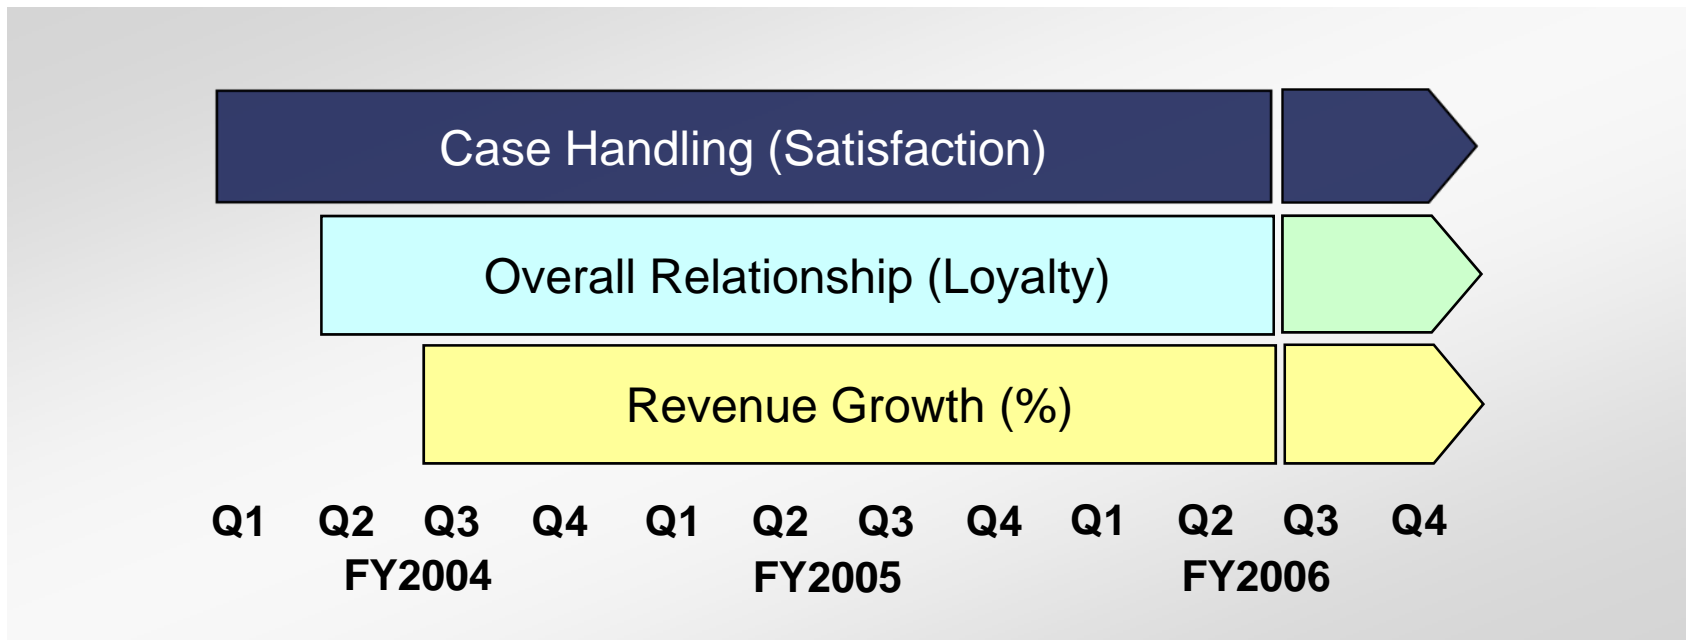 Case Handling (Satisfaction)
Overall Relationship (Loyalty)
Revenue Growth (%)
Q1 Q2 Q3 Q4 Q1 Q2 Q3 Q4 Q1 Q2 Q3 Q4
FY2004 FY2005 FY2006